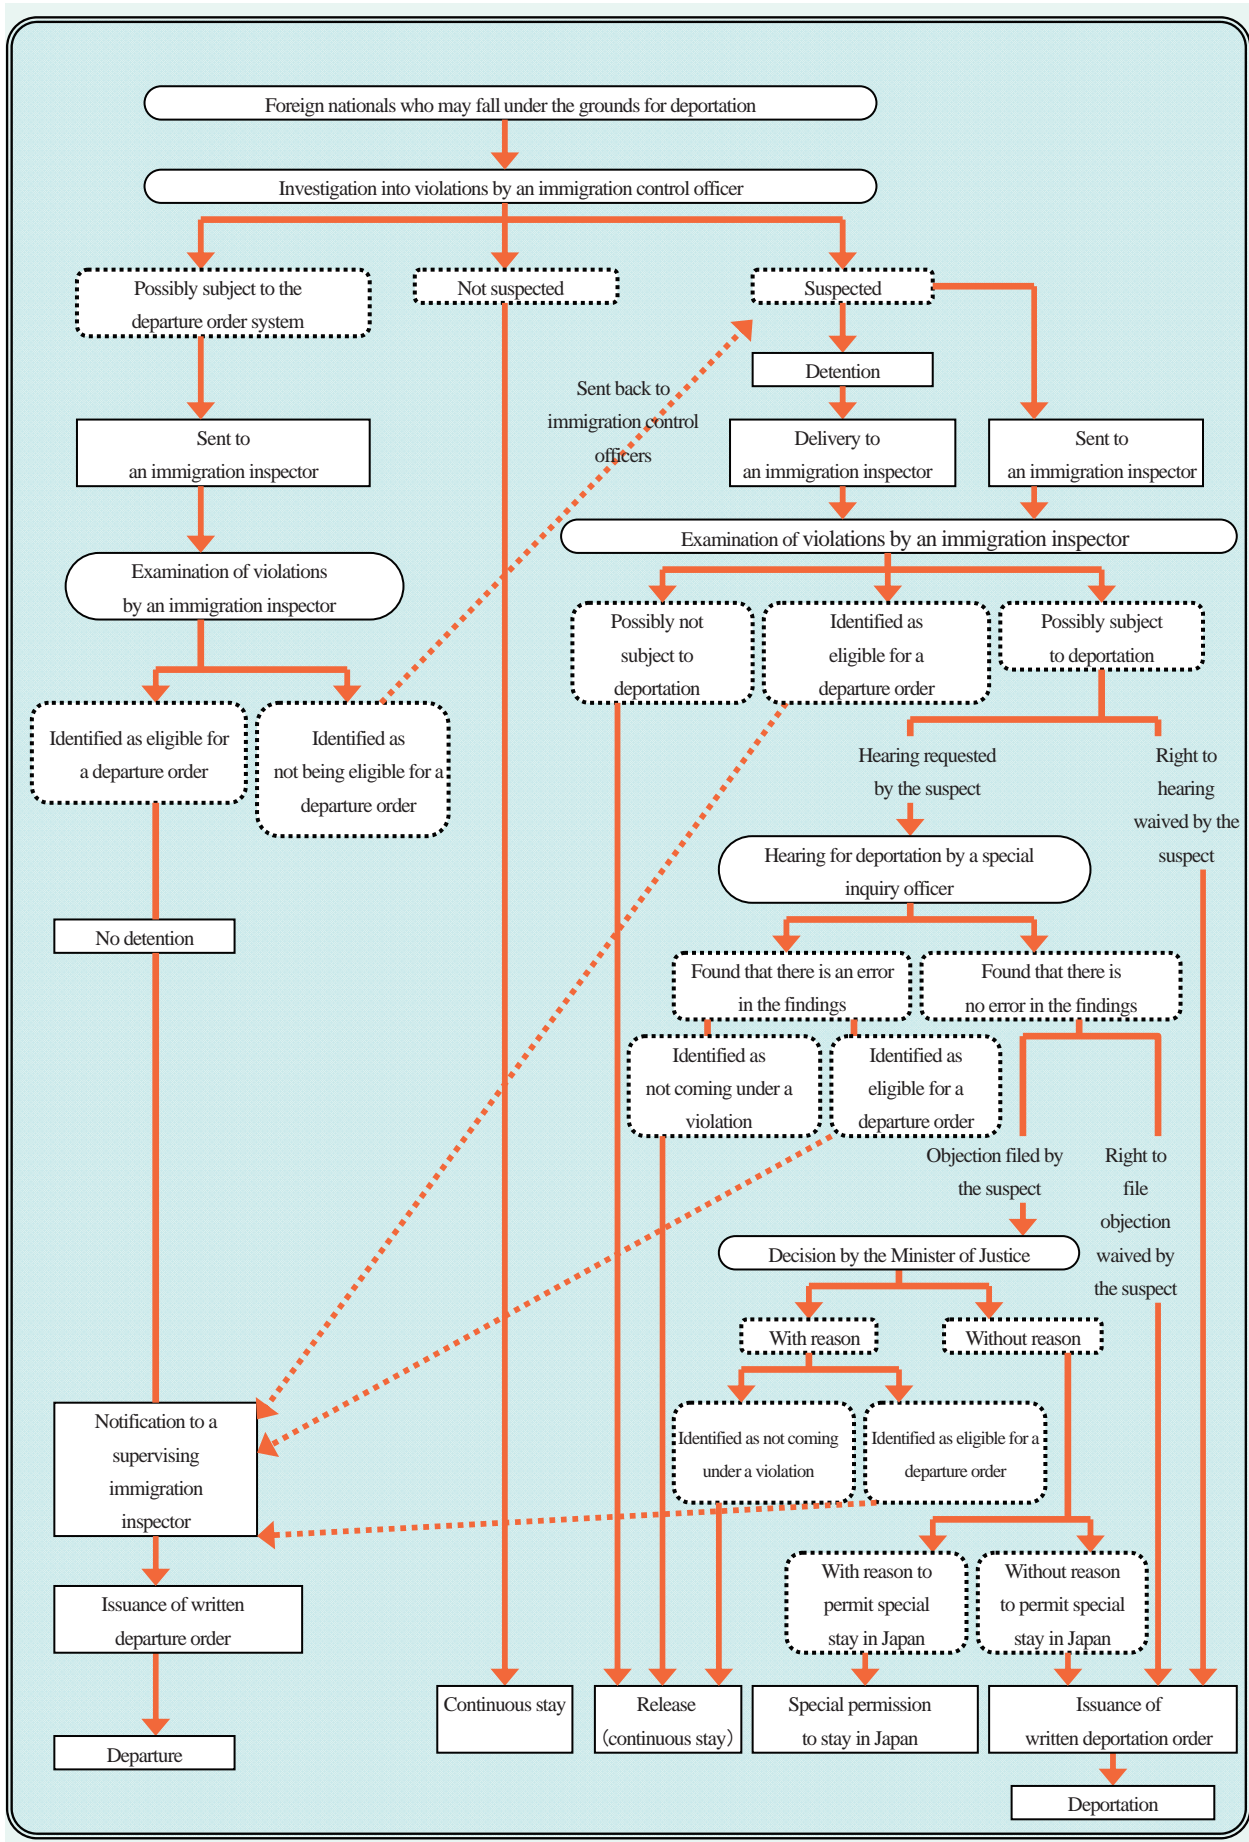 Foreign nationals who may fall under the grounds for deportation
Investigation into violations by an immigration control officer
Possibly subject to the
departure order system
Not suspected
Suspected
Detention
Sent back to
immigration control
officers
Sent to
an immigration inspector
Delivery to
an immigration inspector
Sent to
an immigration inspector
Examination of violations by an immigration inspector
Examination of violations
by an immigration inspector
Possibly not
subject to
deportation
Identified as
eligible for a
departure order
Possibly subject
to deportation
Identified as eligible for
a departure order
Identified as
not being eligible for a
departure order
Hearing requested
by the suspect
Right to
hearing
waived by the
suspect
Hearing for deportation by a special
inquiry officer
No detention
Found that there is an error
in the findings
Found that there is
no error in the findings
Identified as
not coming under a
violation
Identified as
eligible for a
departure order
Objection filed by
the suspect
Right to
file
objection
waived by
the suspect
Decision by the Minister of Justice
With reason
Without reason
Notification to a
supervising
immigration
inspector
Identified as not coming
under a violation
Identified as eligible for a
departure order
With reason to
permit special
stay in Japan
Without reason
to permit special
stay in Japan
Issuance of written
departure order
Continuous stay
Release
(continuous stay)
Special permission
to stay in Japan
Issuance of
written deportation order
Departure
Deportation